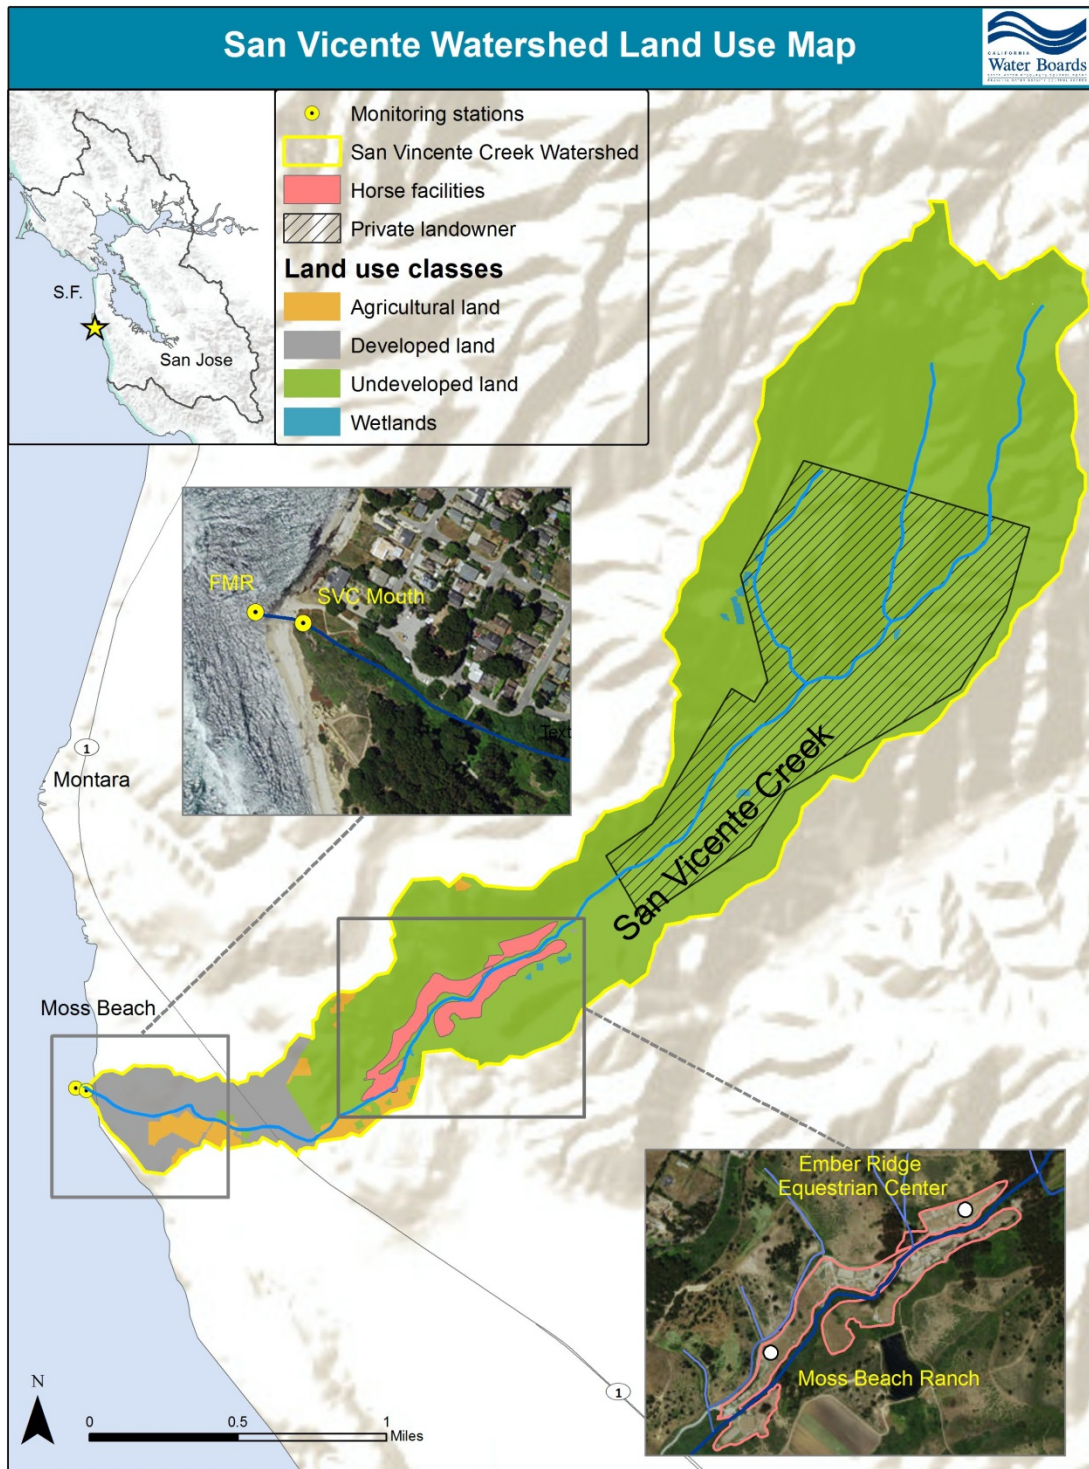 San Vicente Watershed Land Use Map
CALIFORNIA
Water Boards
Monitoring stations
San Vincente Creek Watershed
Horse facilities
Private landowner
Land use classes
Agricultural land
Developed land
Undeveloped land
Wetlands
S.F.
San Jose
FMR
SVC Mouth
Text
1
Montara
San Vicente Creek
Moss Beach
Ember Ridge
Equestrian Center
Moss Beach Ranch
1
N
0 0.5 1
Miles